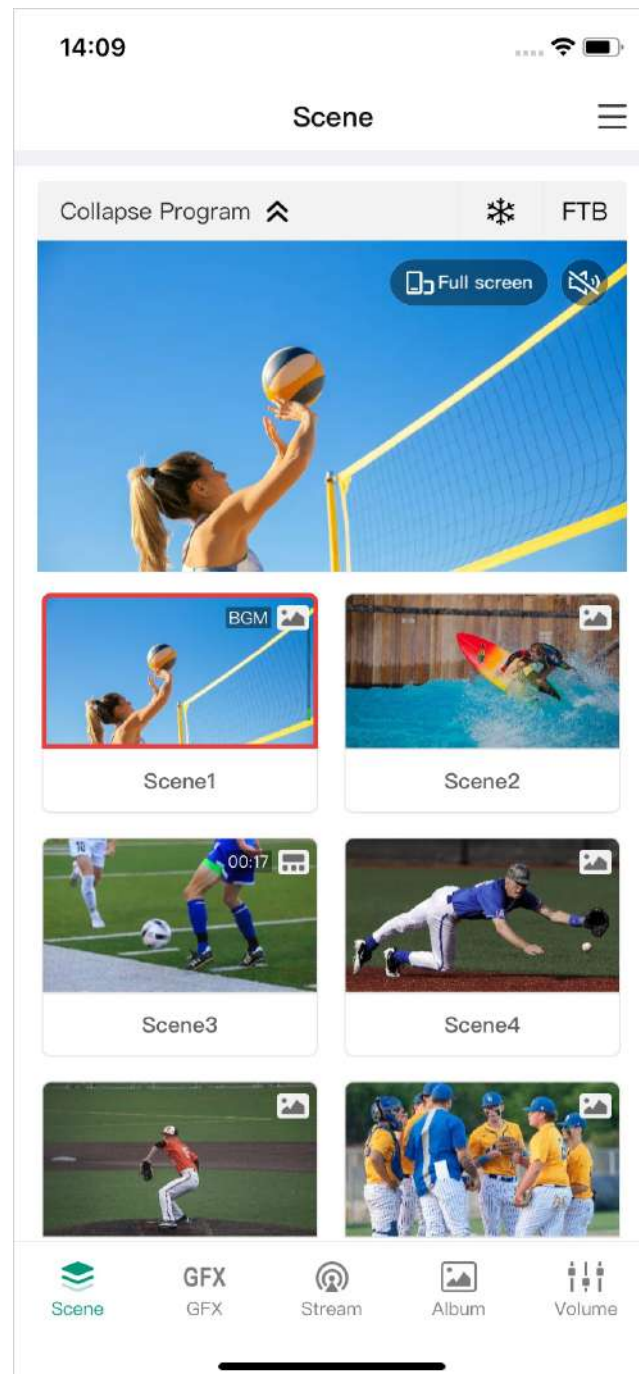 14:09
Scene
Collapse Program
FTB
Full screen
BGM
Scene1
Scene2
00:17
Scene3
Scene4
GFX
Scene
GFX
Stream
Album
Volume